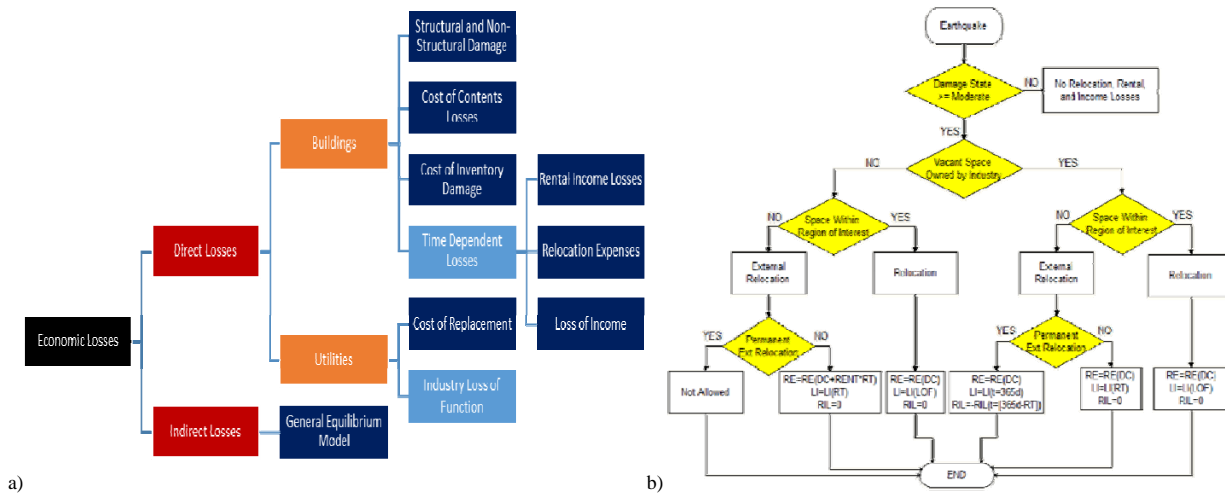 Structural and Non-
Structural Damage
Cost of Contents
Losses
Buildings
Cost of Inventory
Damage
Rental Income Losses
Direct Losses
Time Dependent
Losses
Relocation Expenses
Economic Losses
Cost of Replacement
Loss of Income
Utilities
Industry Loss of
Function
Indirect Losses
General Equilibrium
Model
a)
Earthquake
Damage State
>= Moderate
NO
No Relocation, Rental,
and Income Losses
YES
NO
Vacant Space
Owned by Industry
YES
NO
Space Within
Region of Interest
YES
NO
Space Within
Region of Interest
YES
External
Relocation
Relocation
External
Relocation
Relocation
YES
Permanent
Ext Relocation
NO
YES
Permanent
Ext Relocation
NO
Not Allowed
RE=RE(DC+RENT*RT)
LI=LI(RT)
RIL=0
RE=RE(DC)
LI=LI(LOF)
RIL=0
RE=RE(DC)
LI=LI(t=365d)
RIL=-RIL(t=[365d-RT])
RE=RE(DC)
LI=LI(RT)
RIL=0
RE=RE(DC)
LI=LI(LOF)
RIL=0
END
b)